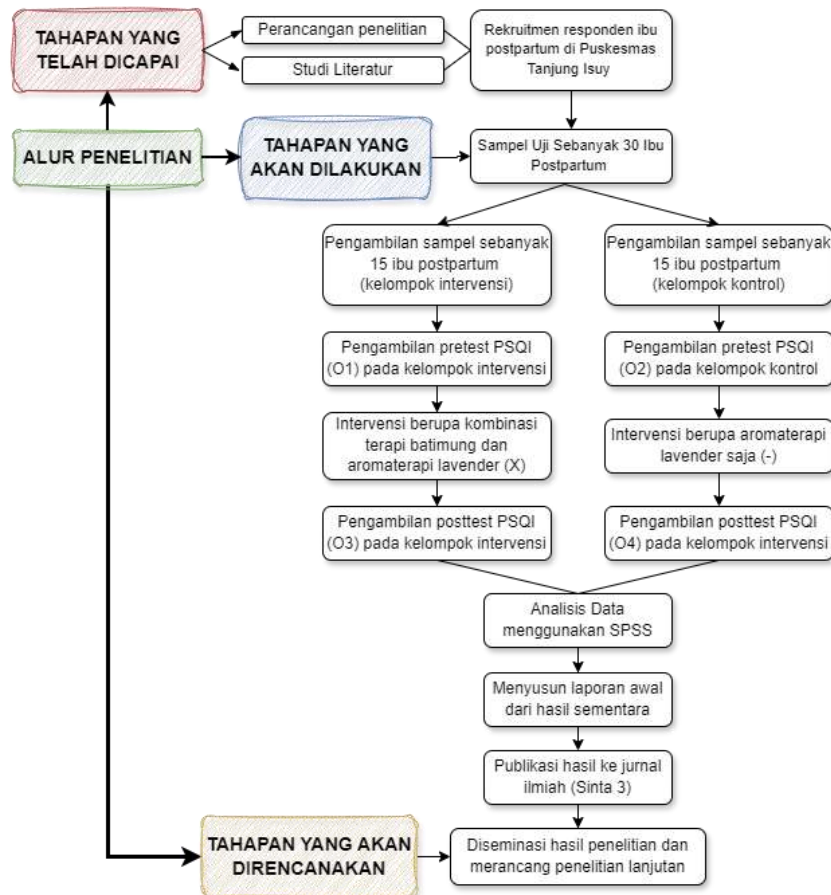 TAHAPAN YANG
TELAH DICAPAI
Perancangan penelitian
Studi Literatur
Rekruitmen responden ibu
postpartum di Puskesmas
Tanjung Isuy
ALUR PENELITIAN
TAHAPAN YANG
AKAN DILAKUKAN
Sampel Uji Sebanyak 30 Ibu
Postpartum
Pengambilan sampel sebanyak
15 ibu postpartum
(kelompok intervensi)
Pengambilan sampel sebanyak
15 ibu postpartum
(kelompok kontrol)
Pengambilan pretest PSQI
(O1) pada kelompok intervensi
Pengambilan pretest PSQI
(O2) pada kelompok kontrol
Intervensi berupa kombinasi
terapi batimung dan
aromaterapi lavender (X)
Intervensi berupa aromaterapi
lavender saja (-)
Pengambilan posttest PSQI
(O3) pada kelompok intervensi
Pengambilan posttest PSQI
(O4) pada kelompok intervensi
Analisis Data
menggunakan SPSS
Menyusun laporan awal
dari hasil sementara
Publikasi hasil ke jurnal
ilmiah (Sinta 3)
TAHAPAN YANG AKAN
DIRENCANAKAN
Diseminasi hasil penelitian dan
merancang penelitian lanjutan